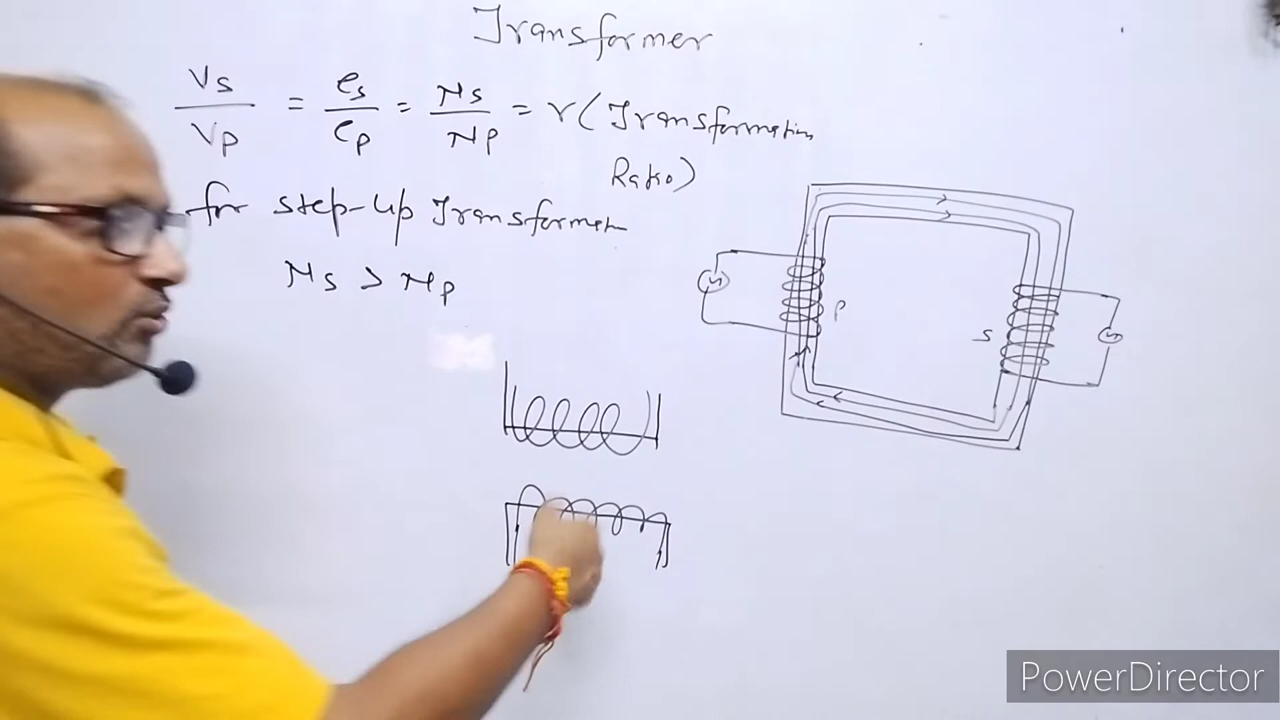 Transformer
Vs/Vp = es/ep = Ns/Np = r (Transformation
Ratio)
for step-up Transformer
Ns > Np
P
S
PowerDirector